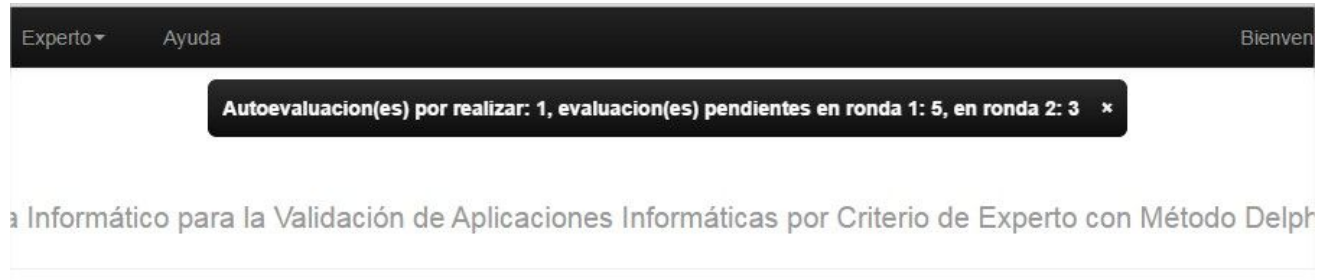 Experto Ayuda Bienven
Autoevaluacion(es) por realizar: 1, evaluacion(es) pendientes en ronda 1: 5, en ronda 2: 3 ×
a Informático para la Validación de Aplicaciones Informáticas por Criterio de Experto con Método Delph